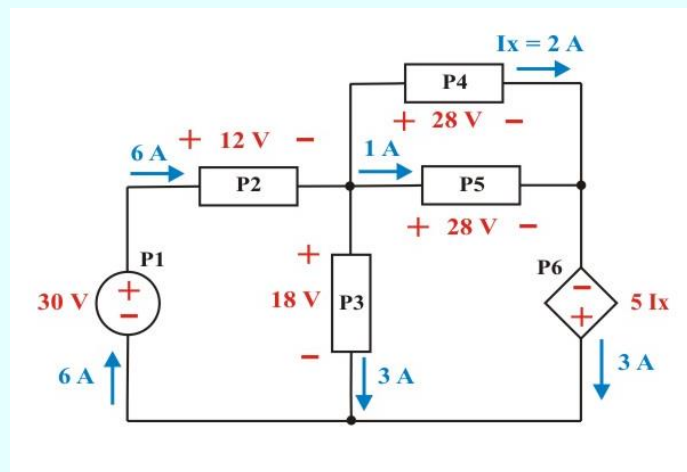 Ix = 2 A
P4
+ 28 V −
+ 12 V −
6 A
1 A
P2
P5
+ 28 V −
P1
+
P6
30 V
+
−
18 V
P3
−
+
5 Ix
−
6 A
3 A
3 A